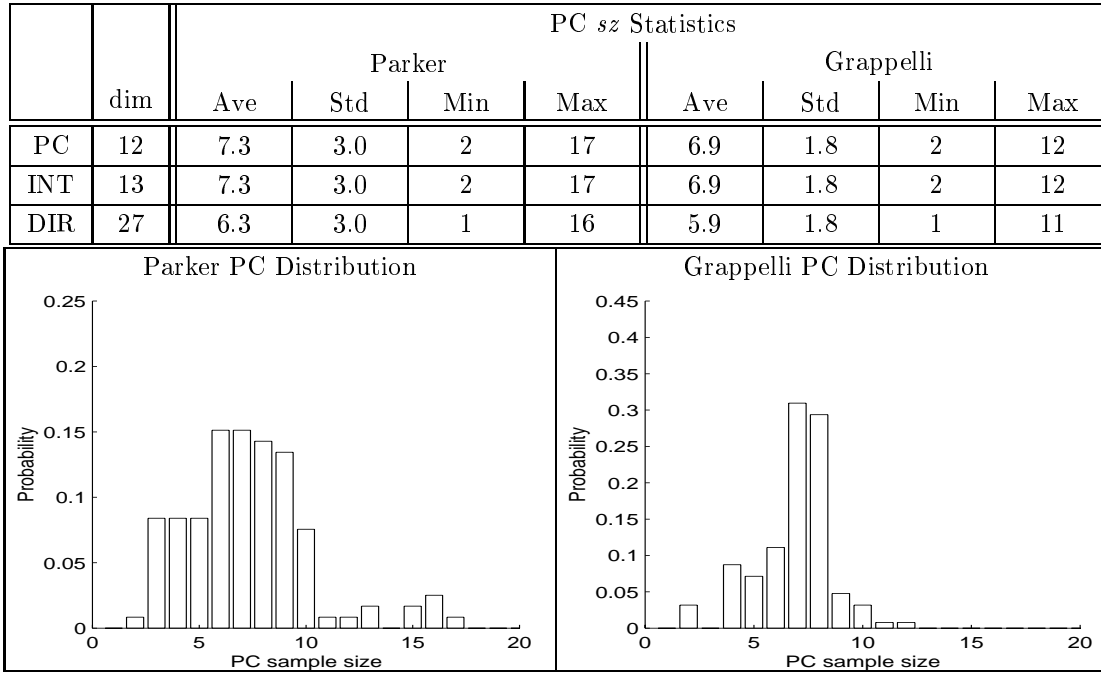 PC sz Statistics
Parker Grappelli
dim Ave Std Min Max Ave Std Min Max
PC 12 7.3 3.0 2 17 6.9 1.8 2 12
INT 13 7.3 3.0 2 17 6.9 1.8 2 12
DIR 27 6.3 3.0 1 16 5.9 1.8 1 11
Parker PC Distribution
0.25
0.2
0.15
0.1
0.05
0
Probability
0 5 10 15 20
PC sample size
Grappelli PC Distribution
0.45
0.4
0.35
0.3
0.25
0.2
0.15
0.1
0.05
0
Probability
0 5 10 15 20
PC sample size